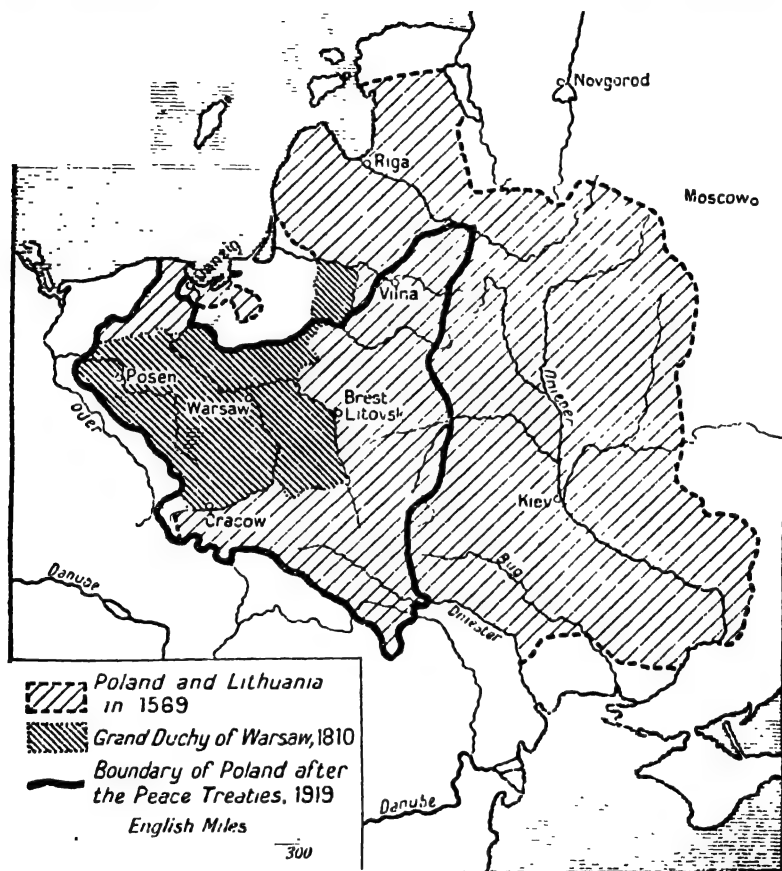 Novgorod
Riga
Moscow
Danzig
Vilna
Posen
Warsaw
Brest
Litovsk
Dnieper
Oder
Kiev
Cracow
Bug
Danube
Dniester
Poland and Lithuania
in 1569
Grand Duchy of Warsaw, 1810
Boundary of Poland after
the Peace Treaties, 1919
English Miles
300
Danube